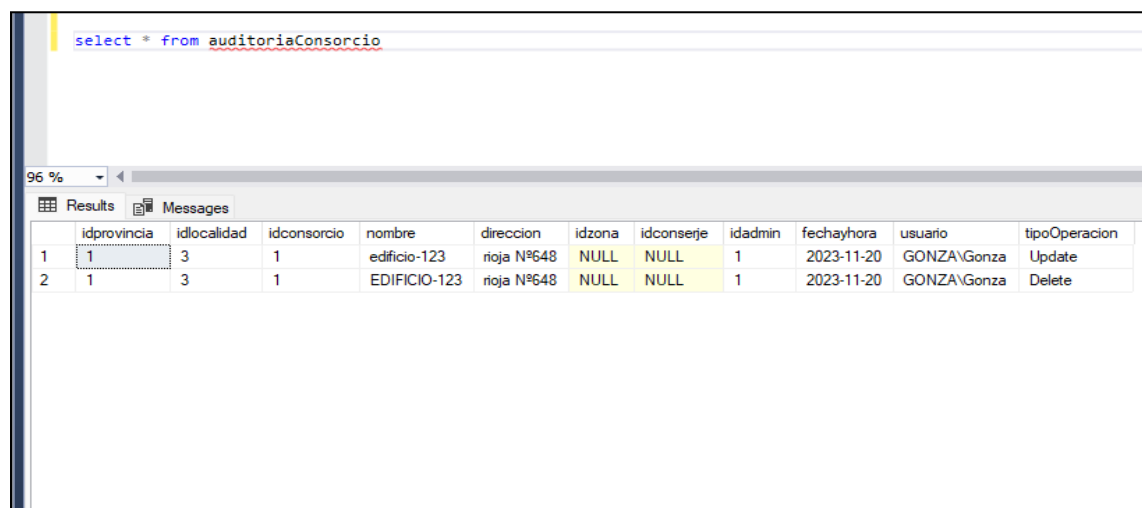 select * from auditoriaConsorcio
96 %
Results Messages
idprovincia idlocalidad idconsorcio nombre direccion idzona idconserje idadmin fechayhora usuario tipoOperacion
1 1 3 1 edificio-123 rioja Nº648 NULL NULL 1 2023-11-20 GONZA\Gonza Update
2 1 3 1 EDIFICIO-123 rioja Nº648 NULL NULL 1 2023-11-20 GONZA\Gonza Delete